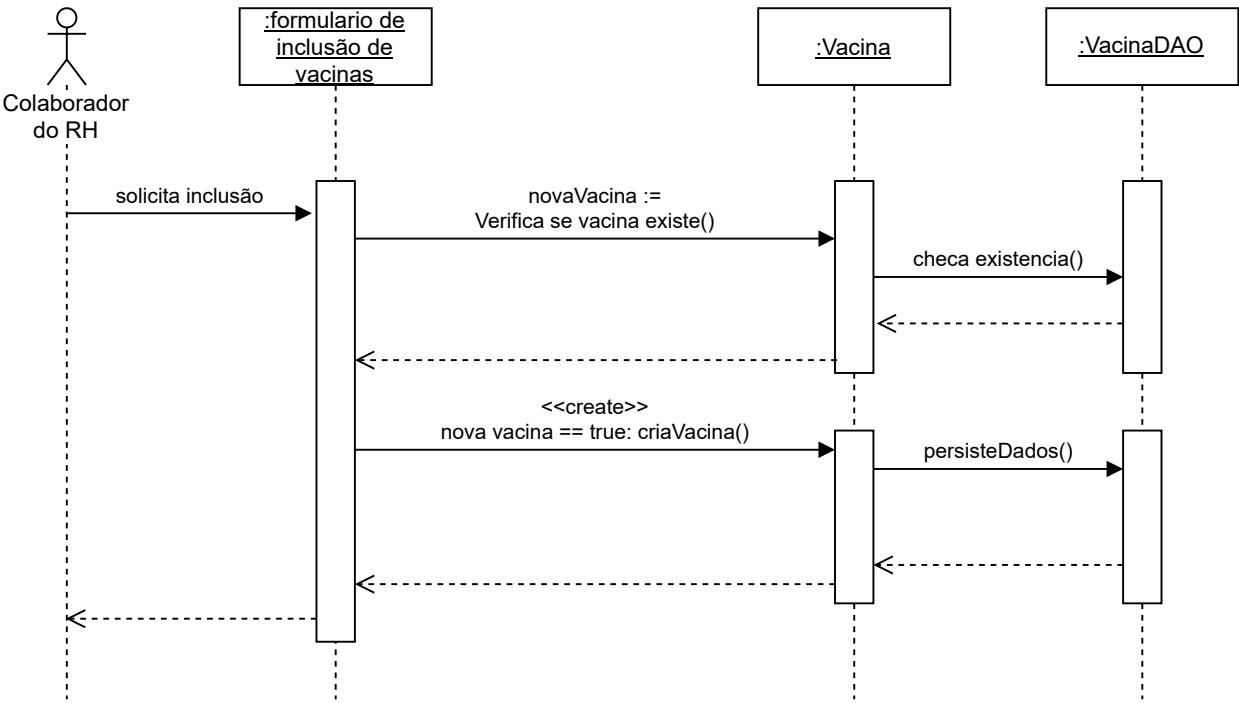 :formulario de
inclusão de
vacinas
:Vacina
:VacinaDAO
Colaborador
do RH
solicita inclusão
novaVacina :=
Verifica se vacina existe()
checa existencia()
<<create>>
nova vacina == true: criaVacina()
persisteDados()